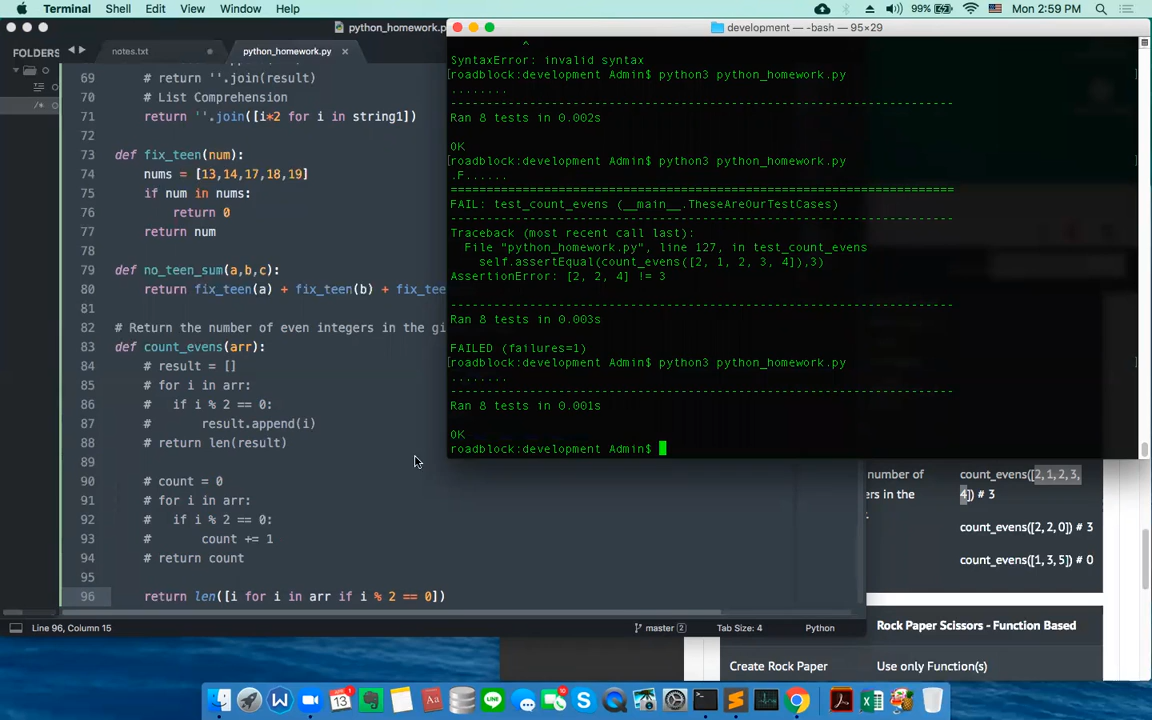 Terminal Shell Edit View Window Help
99% Mon 2:59 PM
python_homework.p
FOLDERS
notes.txt
python_homework.py
69 # return ''.join(result)
70 # List Comprehension
71 return ''.join([i*2 for i in string1])
72
73 def fix_teen(num):
74 nums = [13,14,17,18,19]
75 if num in nums:
76 return 0
77 return num
78
79 def no_teen_sum(a,b,c):
80 return fix_teen(a) + fix_teen(b) + fix_tee
81
82 # Return the number of even integers in the gi
83 def count_evens(arr):
84 # result = []
85 # for i in arr:
86 # if i % 2 == 0:
87 # result.append(i)
88 # return len(result)
89
90 # count = 0
91 # for i in arr:
92 # if i % 2 == 0:
93 # count += 1
94 # return count
95
96 return len([i for i in arr if i % 2 == 0])
Line 96, Column 15
master 2
Tab Size: 4
Python
development — -bash — 95×29
^
SyntaxError: invalid syntax
[roadblock:development Admin$ python3 python_homework.py ]
........
----------------------------------------------------------------------
Ran 8 tests in 0.002s
OK
[roadblock:development Admin$ python3 python_homework.py ]
.F......
======================================================================
FAIL: test_count_evens (__main__.TheseAreOurTestCases)
----------------------------------------------------------------------
Traceback (most recent call last):
File "python_homework.py", line 127, in test_count_evens
self.assertEqual(count_evens([2, 1, 2, 3, 4]),3)
AssertionError: [2, 2, 4] != 3
----------------------------------------------------------------------
Ran 8 tests in 0.003s
FAILED (failures=1)
[roadblock:development Admin$ python3 python_homework.py ]
........
----------------------------------------------------------------------
Ran 8 tests in 0.001s
OK
roadblock:development Admin$
number of
ers in the
count_evens([2,1,2,3,
4]) # 3
count_evens([2,2,0]) # 3
count_evens([1,3,5]) # 0
Rock Paper Scissors - Function Based
Create Rock Paper
Use only Function(s)